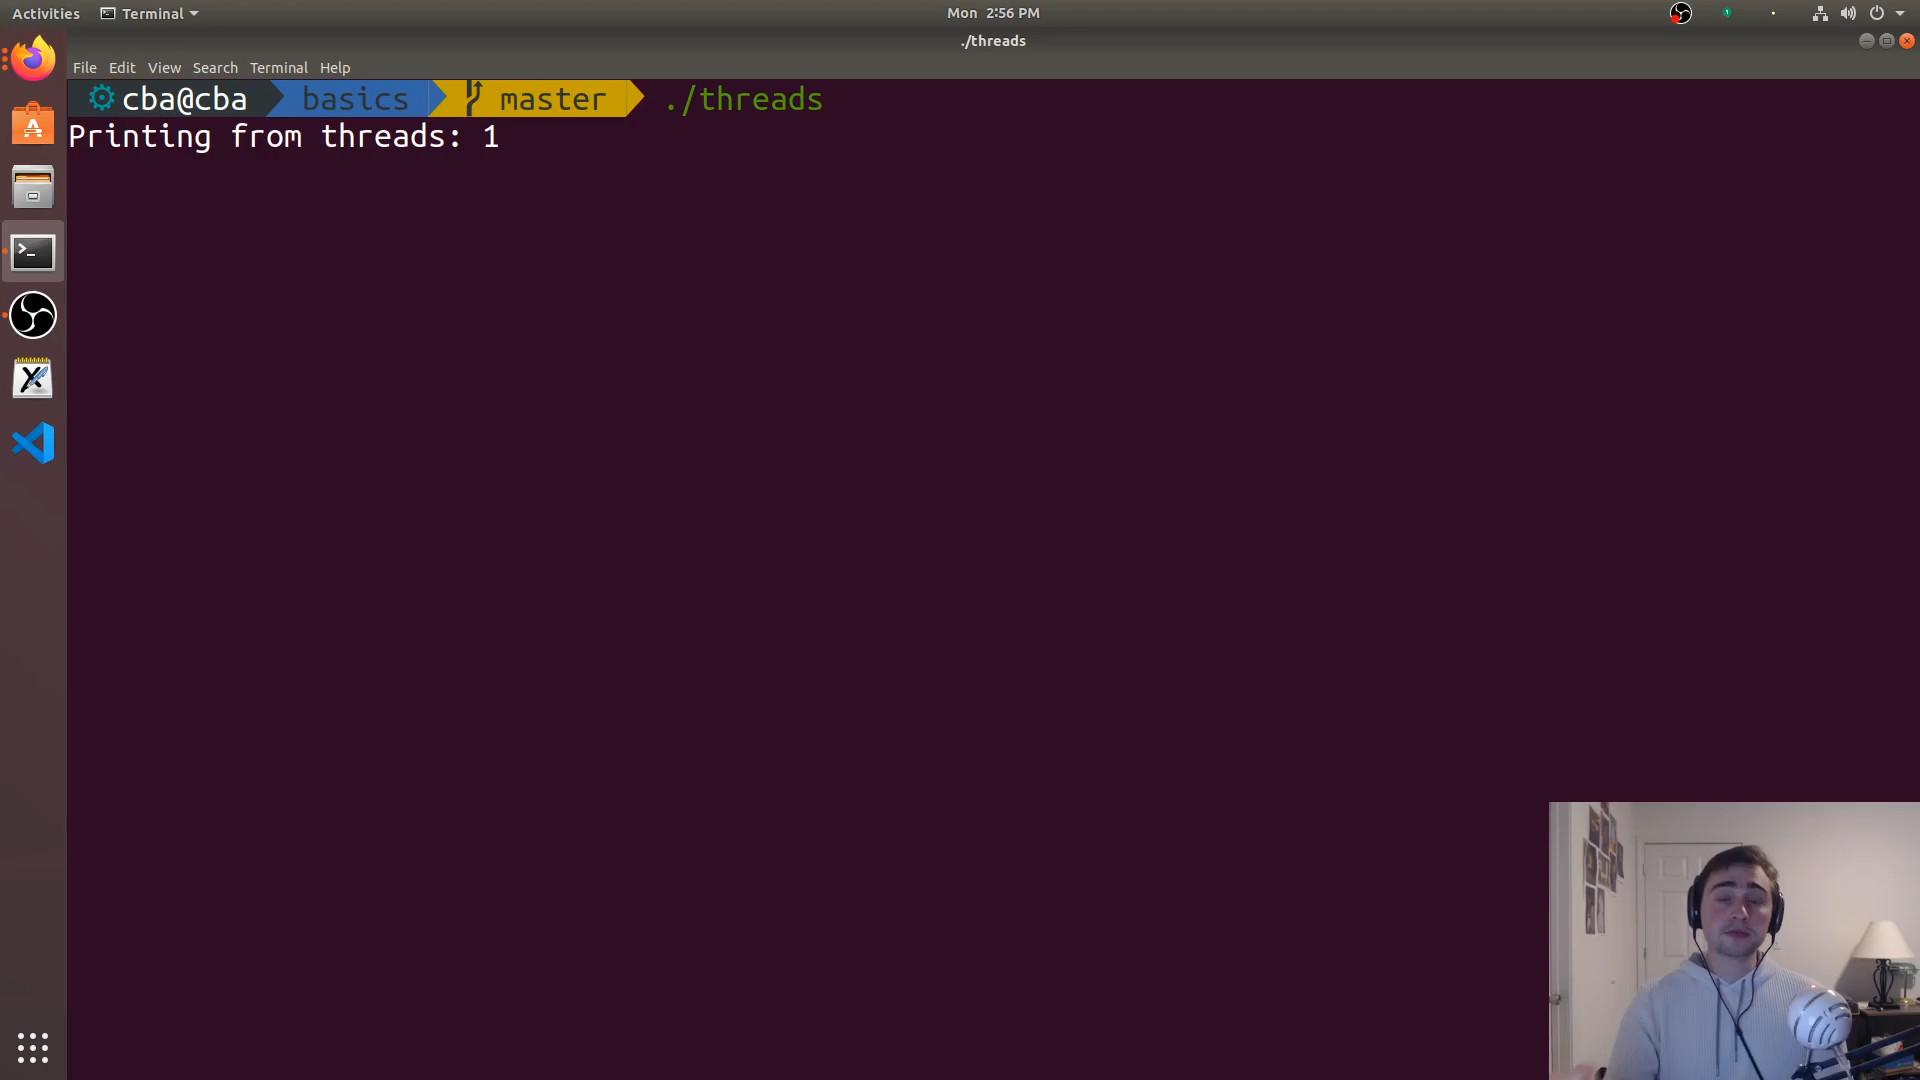 Activities Terminal Mon 2:56 PM
./threads
File Edit View Search Terminal Help
cba@cba basics master ./threads
Printing from threads: 1